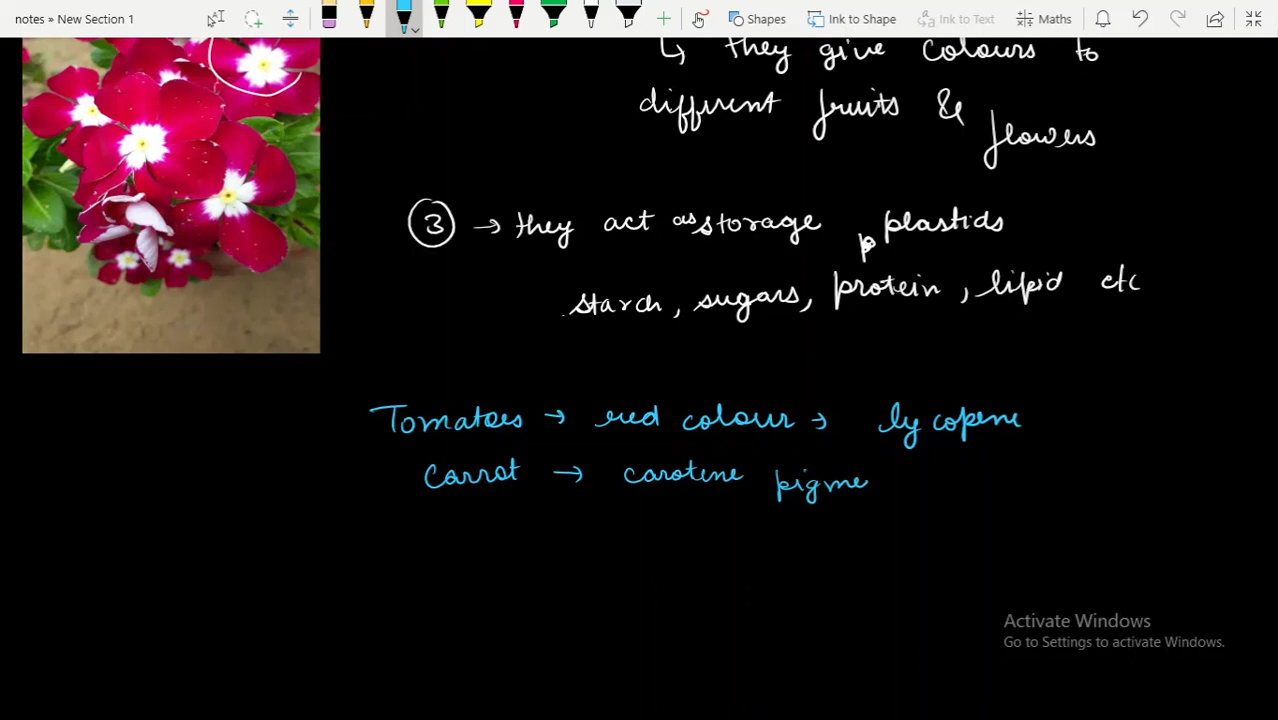 notes » New Section 1
Shapes
Ink to Shape
Ink to Text
Maths
↳ they give colours to
different fruits &
flowers
③ → they act as storage plastids
p
starch, sugars, protein, lipid etc
Tomatoes → red colour → lycopene
Carrot → carotene pigme
Activate Windows
Go to Settings to activate Windows.